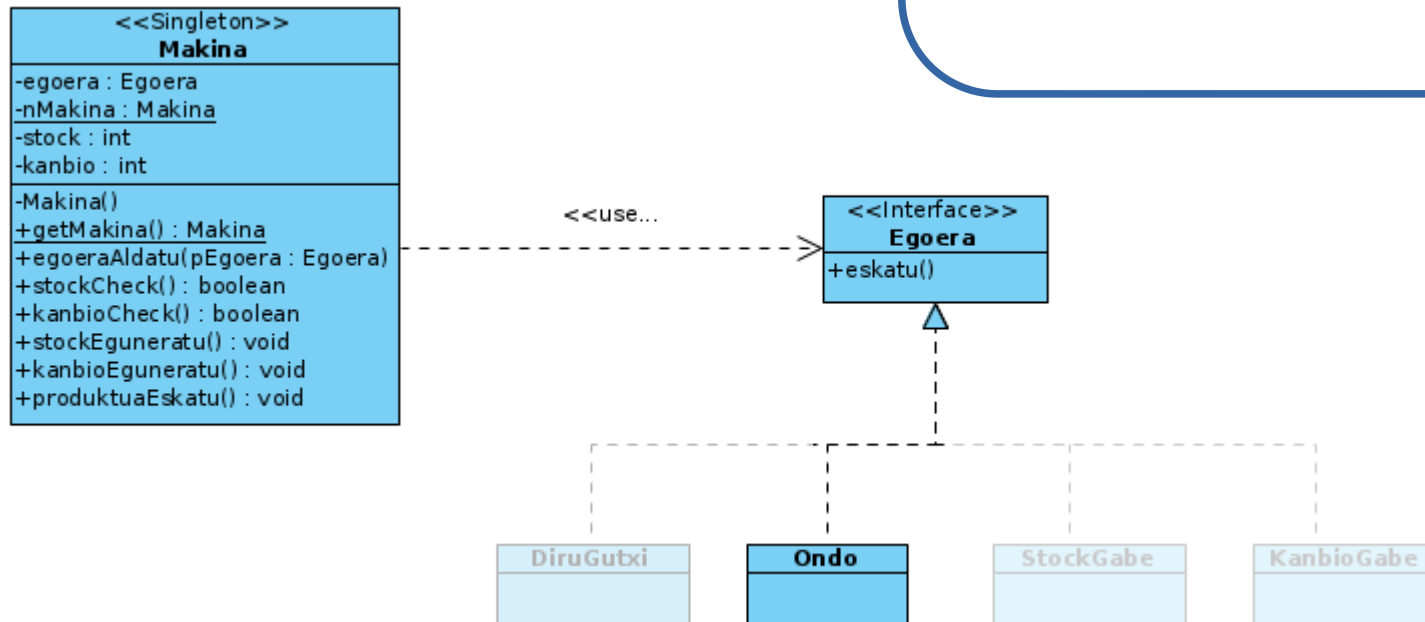 <<Singleton>>
Makina
-egoera : Egoera
-nMakina : Makina
-stock : int
-kanbio : int
-Makina()
+getMakina() : Makina
+egoeraAldatu(pEgoera : Egoera)
+stockCheck() : boolean
+kanbioCheck() : boolean
+stockEguneratu() : void
+kanbioEguneratu() : void
+produktuaEskatu() : void
<<use...
<<Interface>>
Egoera
+eskatu()
DiruGutxi
Ondo
StockGabe
KanbioGabe